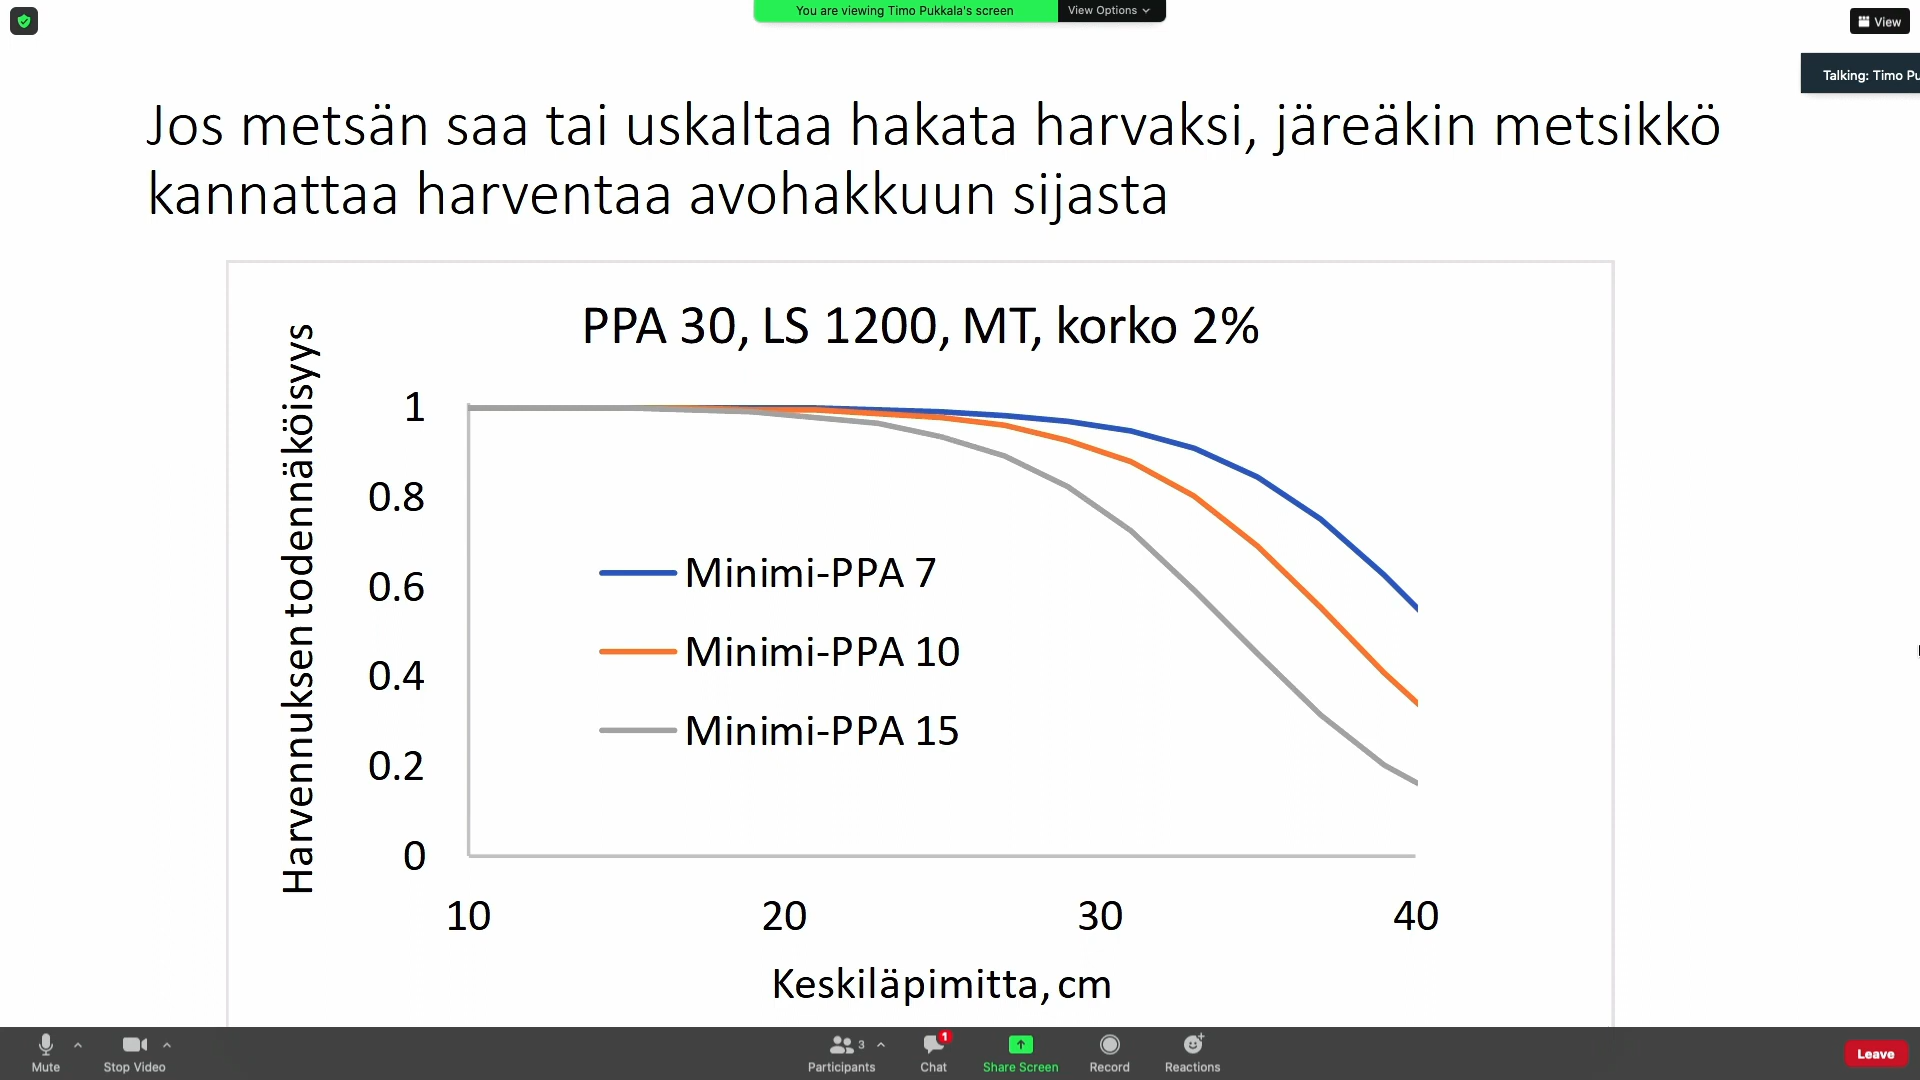 You are viewing Timo Pukkala's screen
View Options
View
Talking: Timo Pu
Jos metsän saa tai uskaltaa hakata harvaksi, järeäkin metsikkö
kannattaa harventaa avohakkuun sijasta
PPA 30, LS 1200, MT, korko 2%
Harvennuksen todennäköisyys
1
0.8
0.6
0.4
0.2
0
Minimi-PPA 7
Minimi-PPA 10
Minimi-PPA 15
10 20 30 40
Keskiläpimitta, cm
Mute
Stop Video
3
Participants
1
Chat
Share Screen
Record
Reactions
Leave